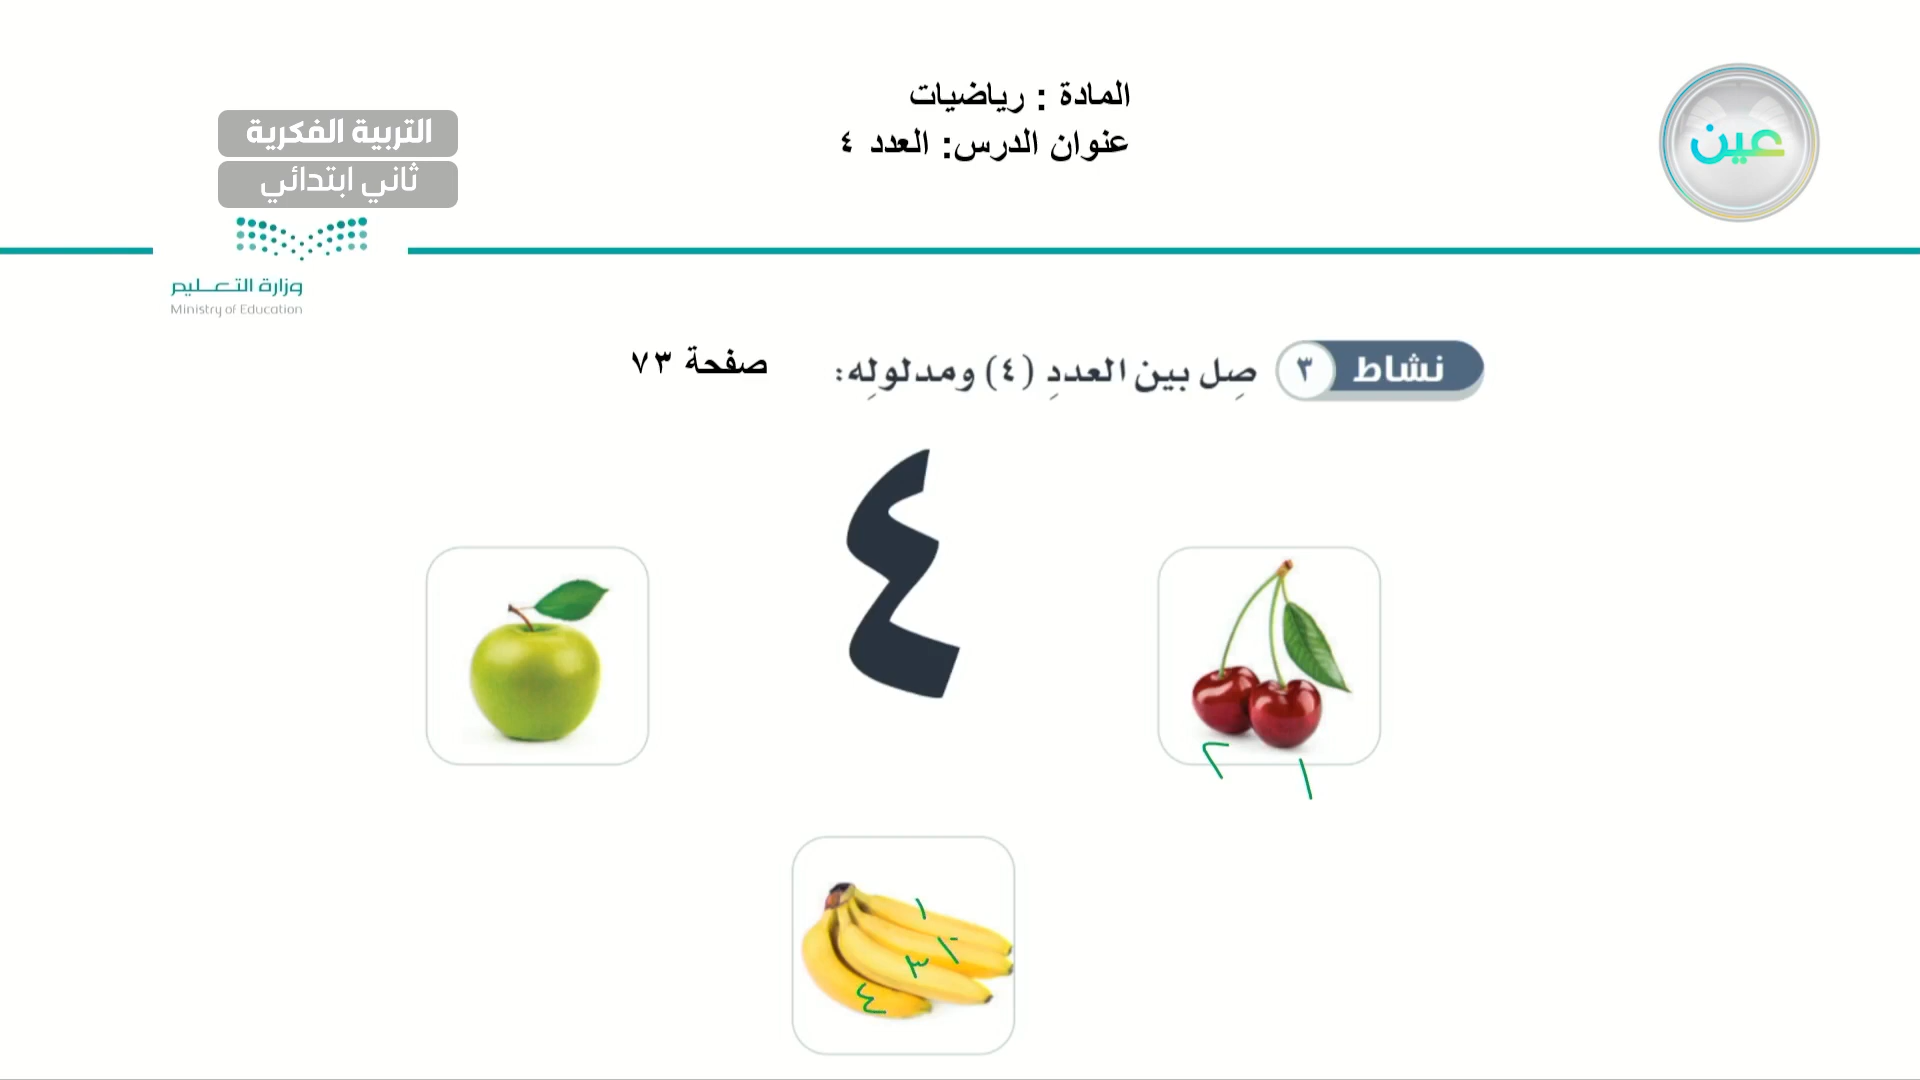 المادة : رياضيات
عنوان الدرس: العدد ٤
عين
التربية الفكرية
ثاني ابتدائي
وزارة التعليم
Ministry of Education
نشاط ٣ صِل بين العددِ (٤) ومدلولِه: صفحة ٧٣
٤
٢ ١
١
٢
٣
٤